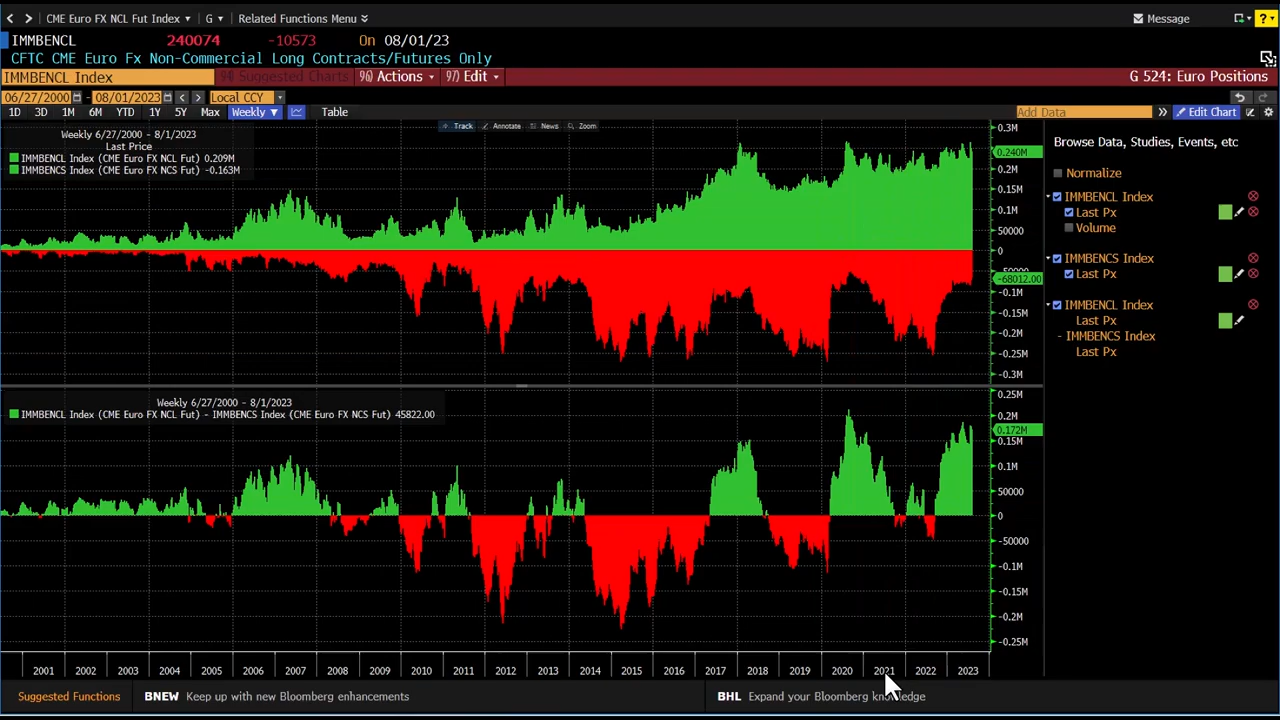 CME Euro FX NCL Fut Index G Related Functions Menu Message ?
IMMBENCL 240074 -10573 On 08/01/23
CFTC CME Euro Fx Non-Commercial Long Contracts/Futures Only
IMMBENCL Index 94) Suggested Charts 96) Actions 97) Edit G 524: Euro Positions
06/27/2000 - 08/01/2023 Local CCY
1D 3D 1M 6M YTD 1Y 5Y Max Weekly ▼ Table Add Data Edit Chart
Track Annotate News Zoom
Weekly 6/27/2000 - 8/1/2023
Last Price
IMMBENCL Index (CME Euro FX NCL Fut) 0.209M
IMMBENCS Index (CME Euro FX NCS Fut) -0.163M
0.3M
0.240M
0.2M
0.15M
0.1M
50000
0
-50000
-68012.00
-0.1M
-0.15M
-0.2M
-0.25M
-0.3M
Weekly 6/27/2000 - 8/1/2023
IMMBENCL Index (CME Euro FX NCL Fut) - IMMBENCS Index (CME Euro FX NCS Fut) 45822.00
0.25M
0.2M
0.172M
0.15M
0.1M
50000
0
-50000
-0.1M
-0.15M
-0.2M
-0.25M
2001 2002 2003 2004 2005 2006 2007 2008 2009 2010 2011 2012 2013 2014 2015 2016 2017 2018 2019 2020 2021 2022 2023
Browse Data, Studies, Events, etc
Normalize
IMMBENCL Index
Last Px
Volume
IMMBENCS Index
Last Px
IMMBENCL Index
Last Px
- IMMBENCS Index
Last Px
Suggested Functions BNEW Keep up with new Bloomberg enhancements BHL Expand your Bloomberg knowledge